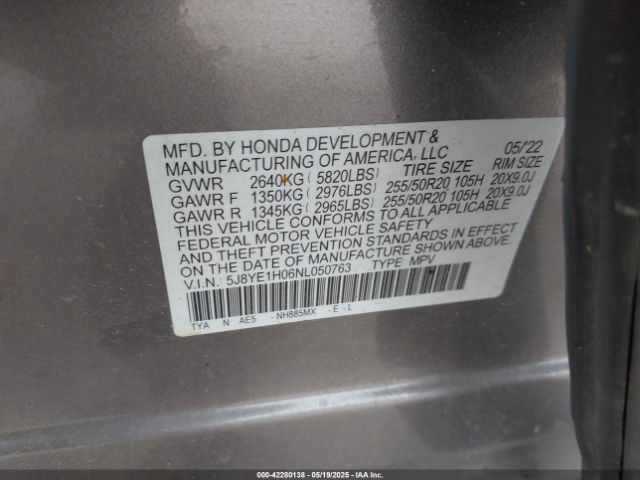 MFD. BY HONDA DEVELOPMENT &
MANUFACTURING OF AMERICA, LLC 05/'22
GVWR 2640KG( 5820LBS) TIRE SIZE RIM SIZE
GAWR F 1350KG( 2976LBS) 255/50R20 105H 20X9.0J
GAWR R 1345KG( 2965LBS) 255/50R20 105H 20X9.0J
THIS VEHICLE CONFORMS TO ALL APPLICABLE
FEDERAL MOTOR VEHICLE SAFETY, BUMPER,
AND THEFT PREVENTION STANDARDS IN EFFECT
ON THE DATE OF MANUFACTURE SHOWN ABOVE.
V.I.N. 5J8YE1H06NL050763 TYPE: MPV
TYA N AE5 - NH885MX - E - L
000-42280138 - 05/19/2025 - IAAI.COM